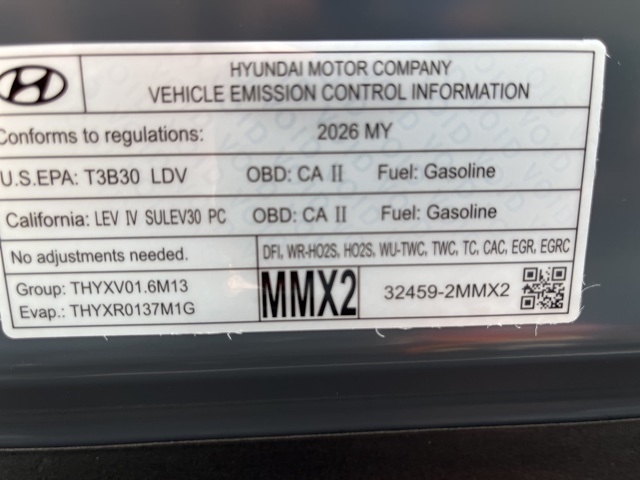 HYUNDAI MOTOR COMPANY
VEHICLE EMISSION CONTROL INFORMATION
Conforms to regulations: 2026 MY
U.S.EPA: T3B30 LDV OBD: CA II Fuel: Gasoline
California: LEV IV SULEV30 PC OBD: CA II Fuel: Gasoline
No adjustments needed. DFI, WR-HO2S, HO2S, WU-TWC, TWC, TC, CAC, EGR, EGRC
Group: THYXV01.6M13
Evap.: THYXR0137M1G
MMX2
32459-2MMX2